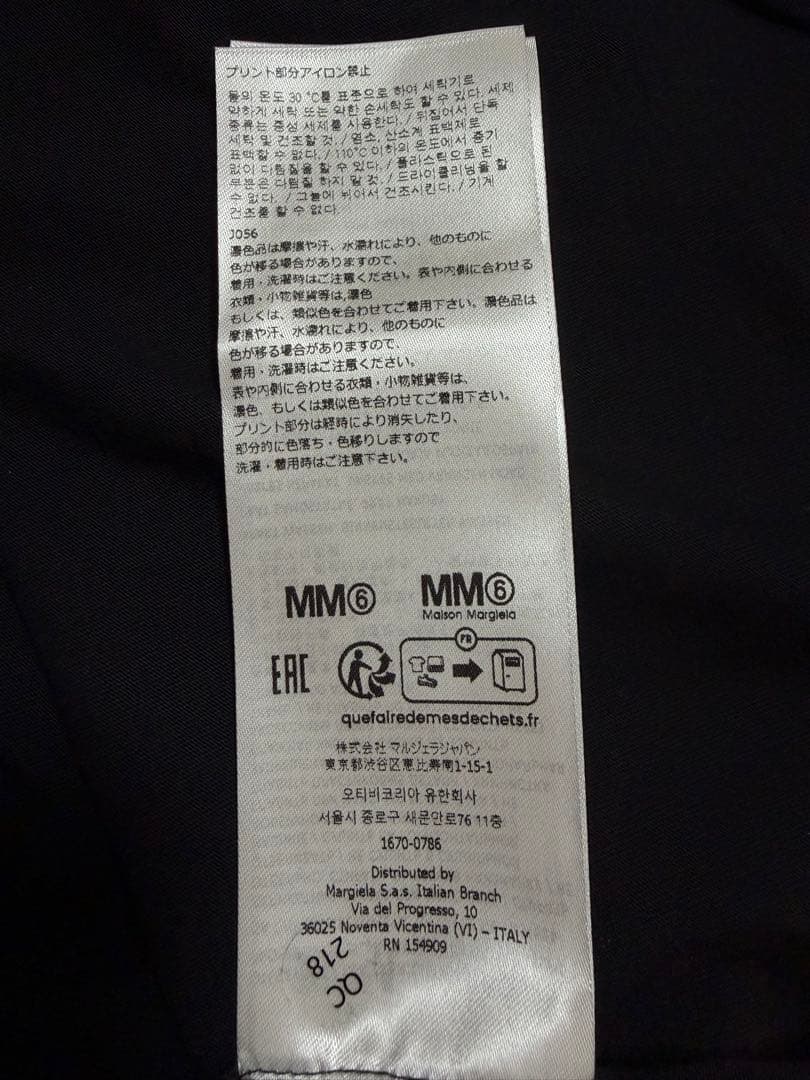 プリント部分アイロン禁止
물의 온도 30 °C를 표준으로 하여 세탁기로
약하게 세탁 또는 약한 손세탁도 할 수 있다. 세제
종류는 중성 세제를 사용한다. / 뒤집어서 단독
세탁 및 건조할 것. / 염소, 산소계 표백제로
표백할 수 없다. / 110°C 이하의 온도에서 증기
없이 다림질을 할 수 있다. / 플라스틱으로 된
부분은 다림질 하지 말 것. / 드라이클리닝을 할
수 없다. / 그늘에 뉘어서 건조시킨다. / 기계
건조를 할 수 없다.
J056
濃色品は摩擦や汗、水濡れにより、他のものに
色が移る場合がありますので、
着用・洗濯時はご注意ください。表や内側に合わせる
衣類・小物雑貨等は,濃色
もしくは、類似色を合わせてご着用下さい。濃色品は
摩擦や汗、水濡れにより、他のものに
色が移る場合がありますので、
着用・洗濯時はご注意ください。
表や内側に合わせる衣類・小物雑貨等は、
濃色、もしくは類似色を合わせてご着用下さい。
プリント部分は経時により消失したり、
部分的に色落ち・色移りしますので
洗濯・着用時はご注意下さい。
MM⑥ MM⑥
Maison Margiela
EAC FR
quefairedemesdechets.fr
株式会社 マルジェラジャパン
東京都渋谷区恵比寿南1-15-1
오티비코리아 유한회사
서울시 종로구 새문안로76 11층
1670-0786
Distributed by
Margiela S.a.s. Italian Branch
Via del Progresso, 10
36025 Noventa Vicentina (VI) – ITALY
RN 154909
QC
218